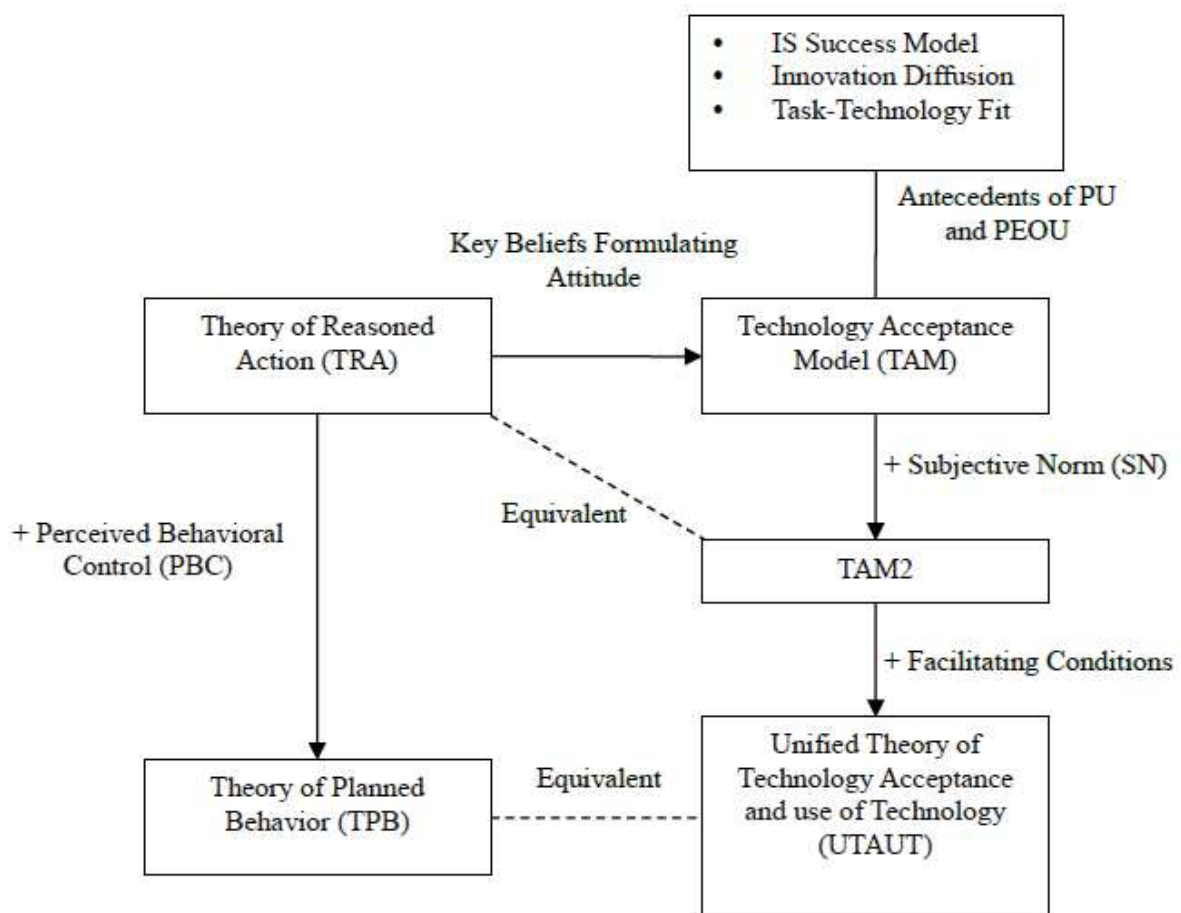 • IS Success Model
• Innovation Diffusion
• Task-Technology Fit
Antecedents of PU
and PEOU
Key Beliefs Formulating
Attitude
Theory of Reasoned
Action (TRA)
Technology Acceptance
Model (TAM)
+ Subjective Norm (SN)
Equivalent
+ Perceived Behavioral
Control (PBC)
TAM2
+ Facilitating Conditions
Theory of Planned
Behavior (TPB)
Equivalent
Unified Theory of
Technology Acceptance
and use of Technology
(UTAUT)